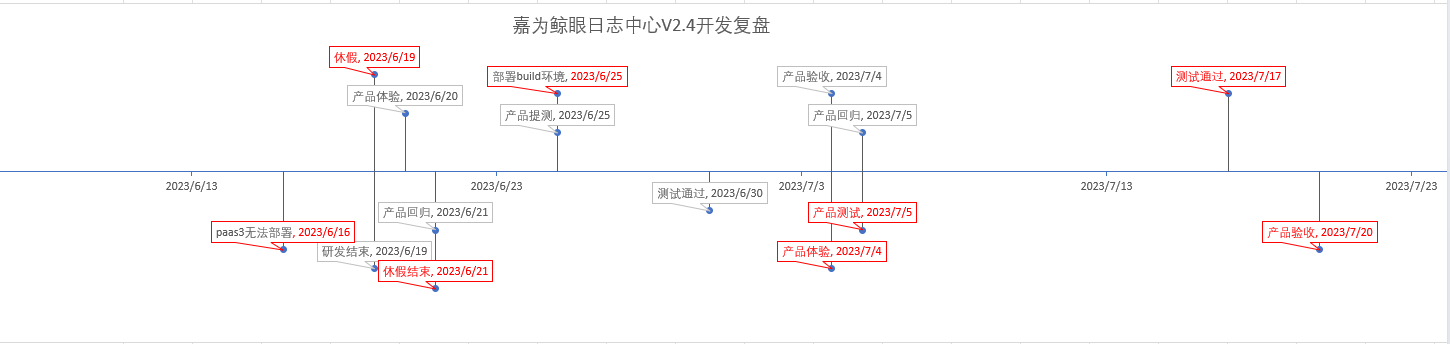 嘉为鲸眼日志中心V2.4开发复盘
休假, 2023/6/19
产品体验, 2023/6/20
部署build环境, 2023/6/25
产品提测, 2023/6/25
产品验收, 2023/7/4
产品回归, 2023/7/5
测试通过, 2023/7/17
2023/6/13
2023/6/23
2023/7/3
2023/7/13
2023/7/23
测试通过, 2023/6/30
产品回归, 2023/6/21
产品测试, 2023/7/5
paas3无法部署, 2023/6/16
产品验收, 2023/7/20
研发结束, 2023/6/19
产品体验, 2023/7/4
休假结束, 2023/6/21